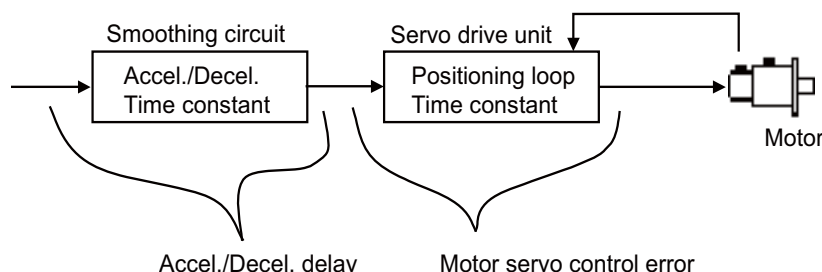 Smoothing circuit
Servo drive unit
Accel./Decel.
Time constant
Positioning loop
Time constant
Motor
Accel./Decel. delay
Motor servo control error